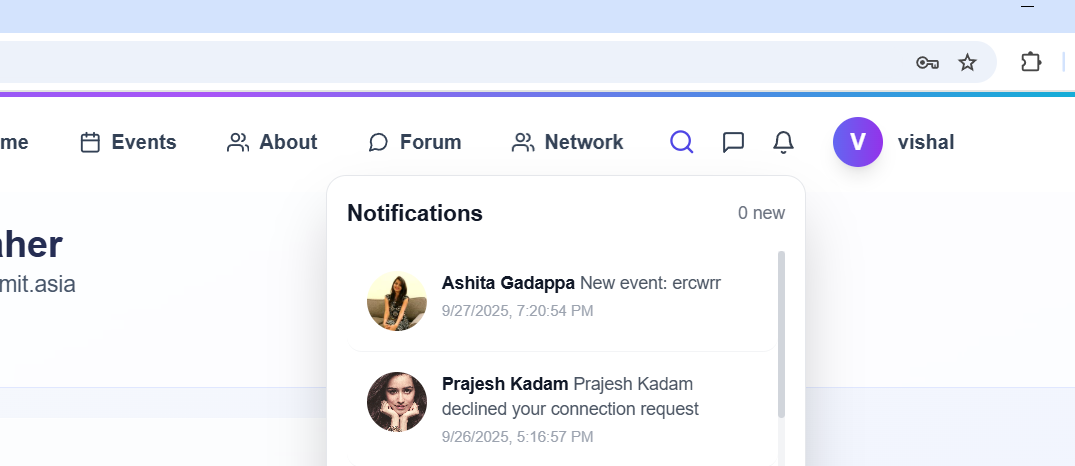 me Events About Forum Network V vishal
Notifications 0 new
mit.asia
Ashita Gadappa New event: ercwrr
9/27/2025, 7:20:54 PM
Prajesh Kadam Prajesh Kadam
declined your connection request
9/26/2025, 5:16:57 PM